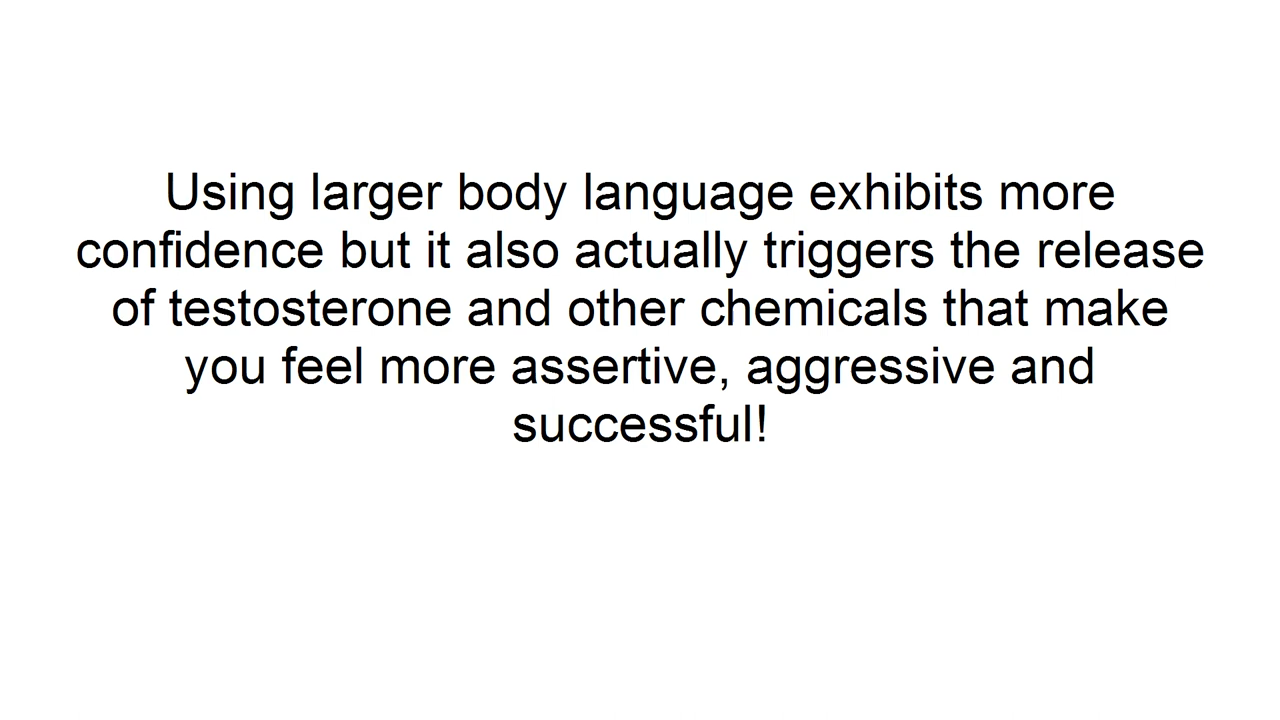 Using larger body language exhibits more
confidence but it also actually triggers the release
of testosterone and other chemicals that make
you feel more assertive, aggressive and
successful!